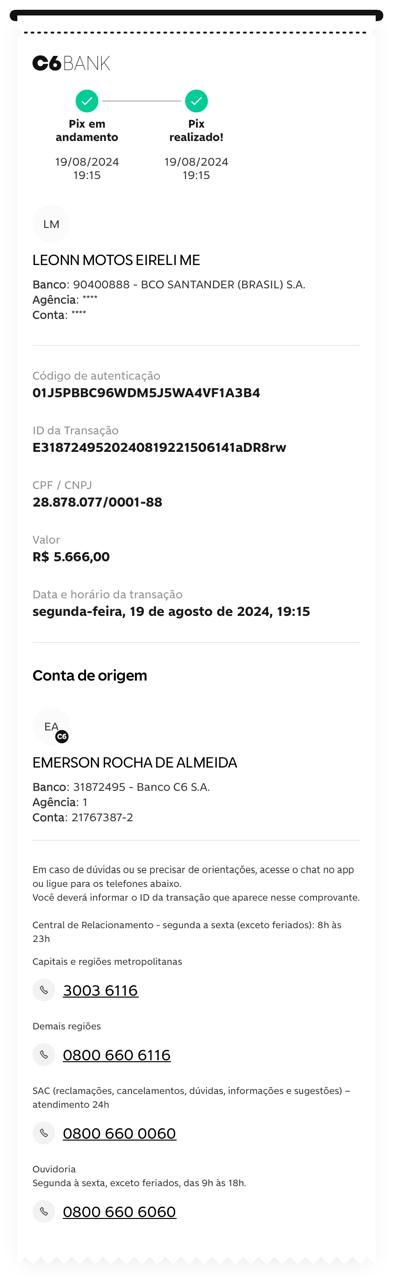 C6BANK
Pix em
andamento
Pix
realizado!
19/08/2024
19:15
19/08/2024
19:15
LM
LEONN MOTOS EIRELI ME
Banco: 90400888 - BCO SANTANDER (BRASIL) S.A.
Agência: ****
Conta: ****
Código de autenticação
01J5PBBC96WDM5J5WA4VF1A3B4
ID da Transação
E31872495202408192215061​41aDR8rw
CPF / CNPJ
28.878.077/0001-88
Valor
R$ 5.666,00
Data e horário da transação
segunda-feira, 19 de agosto de 2024, 19:15
Conta de origem
EA
C6
EMERSON ROCHA DE ALMEIDA
Banco: 31872495 - Banco C6 S.A.
Agência: 1
Conta: 21767387-2
Em caso de dúvidas ou se precisar de orientações, acesse o chat no app
ou ligue para os telefones abaixo.
Você deverá informar o ID da transação que aparece nesse comprovante.
Central de Relacionamento - segunda a sexta (exceto feriados): 8h às
23h
Capitais e regiões metropolitanas
3003 6116
Demais regiões
0800 660 6116
SAC (reclamações, cancelamentos, dúvidas, informações e sugestões) –
atendimento 24h
0800 660 0060
Ouvidoria
Segunda à sexta, exceto feriados, das 9h às 18h.
0800 660 6060